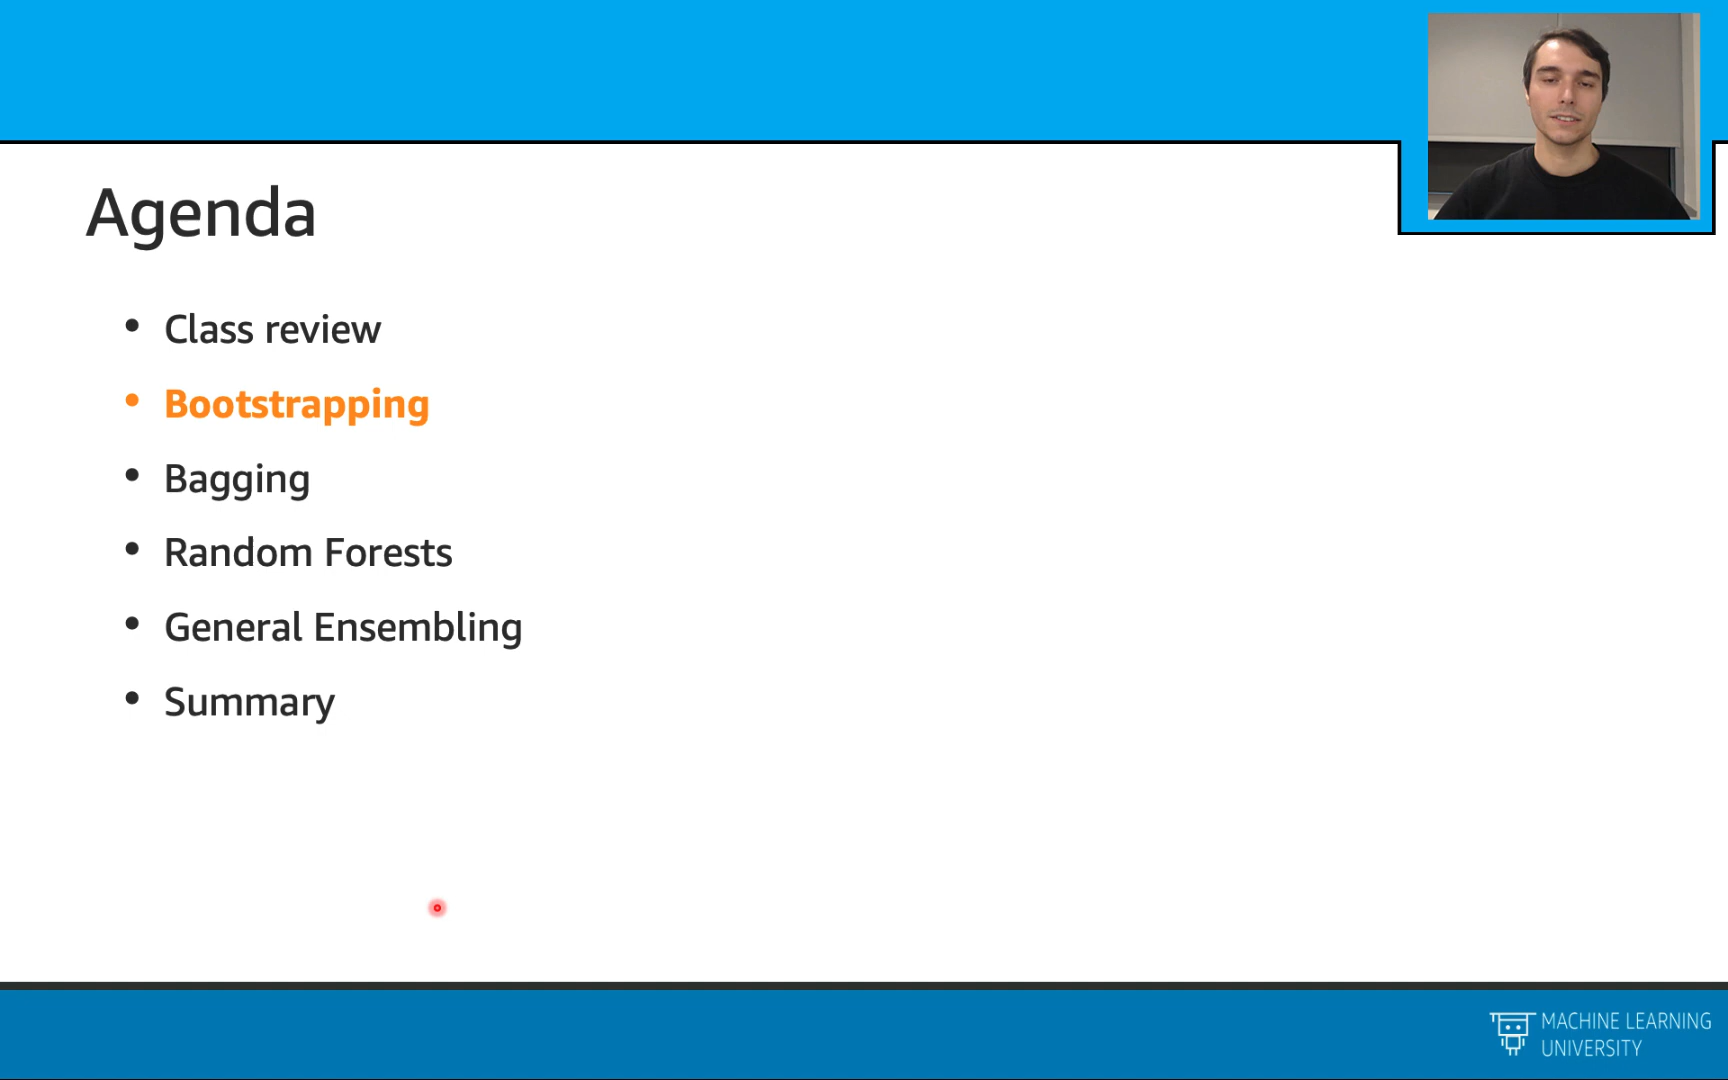 Agenda
• Class review
• Bootstrapping
• Bagging
• Random Forests
• General Ensembling
• Summary
MACHINE LEARNING
UNIVERSITY